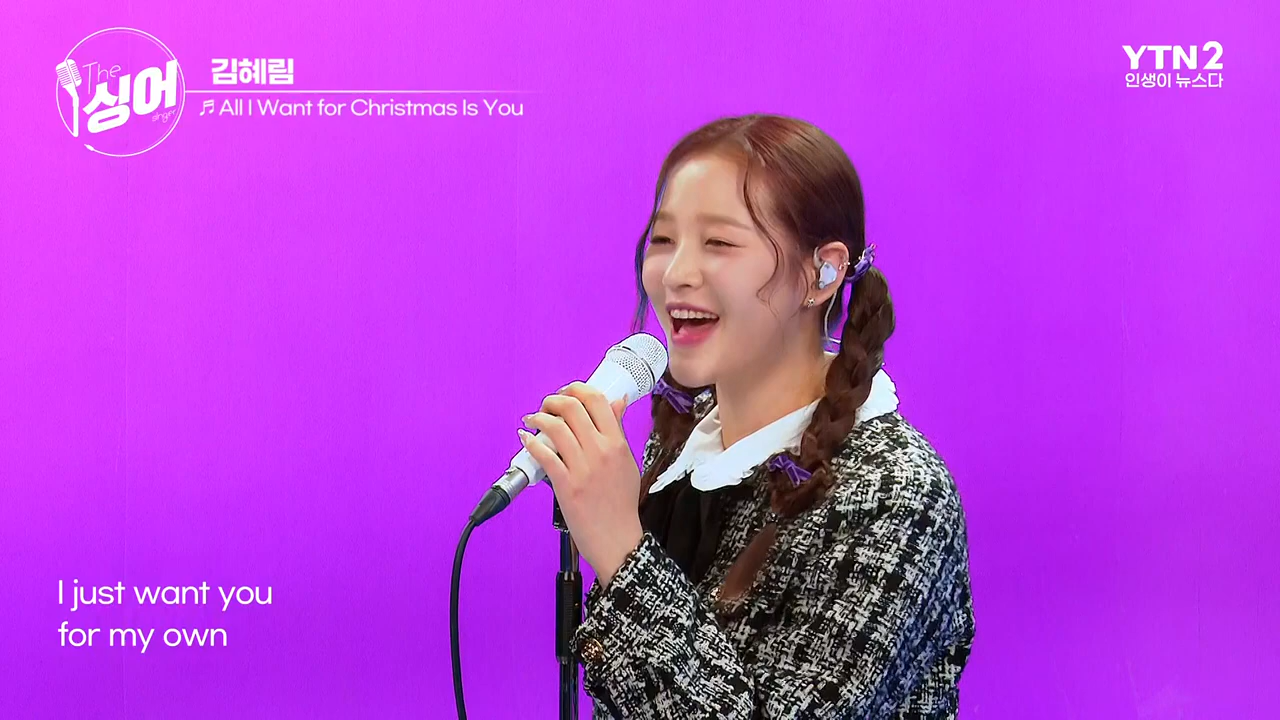 The
싱어
singer
김혜림
♬ All I Want for Christmas Is You
YTN2
인생이 뉴스다
I just want you
for my own